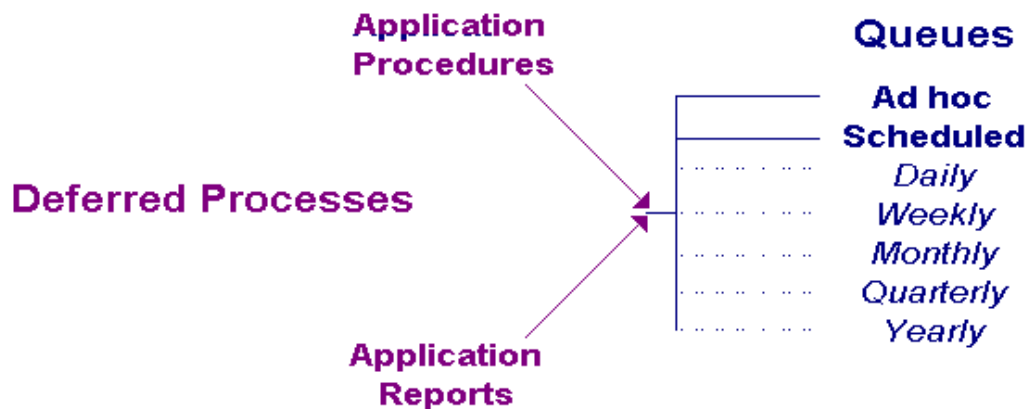 Application
Procedures
Queues
Ad hoc
Scheduled
Daily
Weekly
Monthly
Quarterly
Yearly
Deferred Processes
Application
Reports